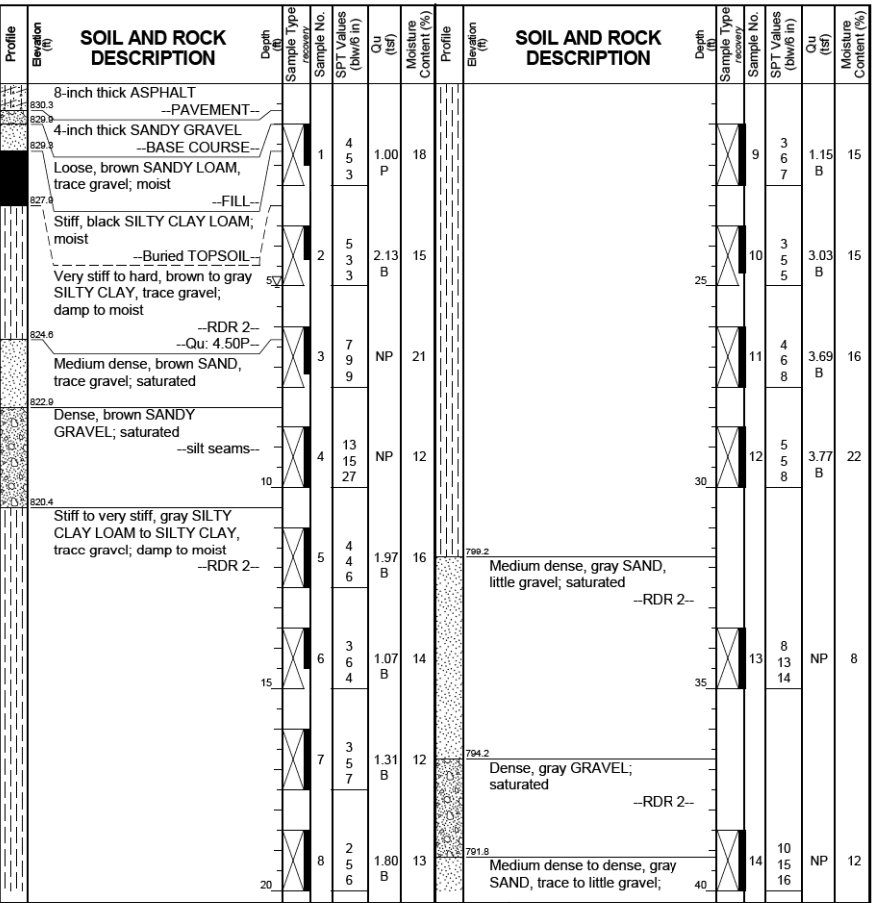 Profile
Elevation (ft)
SOIL AND ROCK
DESCRIPTION
Depth (ft)
Sample Type
recovery
Sample No.
SPT Values
(blw/6 in)
Qu
(tsf)
Moisture
Content (%)
8-inch thick ASPHALT
830.3
--PAVEMENT--
829.9
4-inch thick SANDY GRAVEL
829.3
--BASE COURSE--
Loose, brown SANDY LOAM,
trace gravel; moist
1
4
5
3
1.00
P
18
827.9
--FILL--
Stiff, black SILTY CLAY LOAM;
moist
--Buried TOPSOIL--
2
5
3
3
2.13
B
15
Very stiff to hard, brown to gray
5
SILTY CLAY, trace gravel;
damp to moist
--RDR 2--
824.6
--Qu: 4.50P--
3
7
9
9
NP
21
Medium dense, brown SAND,
trace gravel; saturated
822.9
Dense, brown SANDY
GRAVEL; saturated
--silt seams--
4
13
15
27
NP
12
10
820.4
Stiff to very stiff, gray SILTY
CLAY LOAM to SILTY CLAY,
trace gravel; damp to moist
--RDR 2--
5
4
4
6
1.97
B
16
6
3
6
4
1.07
B
14
15
7
3
5
7
1.31
B
12
8
2
5
6
1.80
B
13
20
Profile
Elevation (ft)
SOIL AND ROCK
DESCRIPTION
Depth (ft)
Sample Type
recovery
Sample No.
SPT Values
(blw/6 in)
Qu
(tsf)
Moisture
Content (%)
9
3
6
7
1.15
B
15
10
3
5
5
3.03
B
15
25
11
4
6
8
3.69
B
16
12
5
5
8
3.77
B
22
30
799.2
Medium dense, gray SAND,
little gravel; saturated
--RDR 2--
13
8
13
14
NP
8
35
794.2
Dense, gray GRAVEL;
saturated
--RDR 2--
791.8
Medium dense to dense, gray
SAND, trace to little gravel;
14
10
15
16
NP
12
40